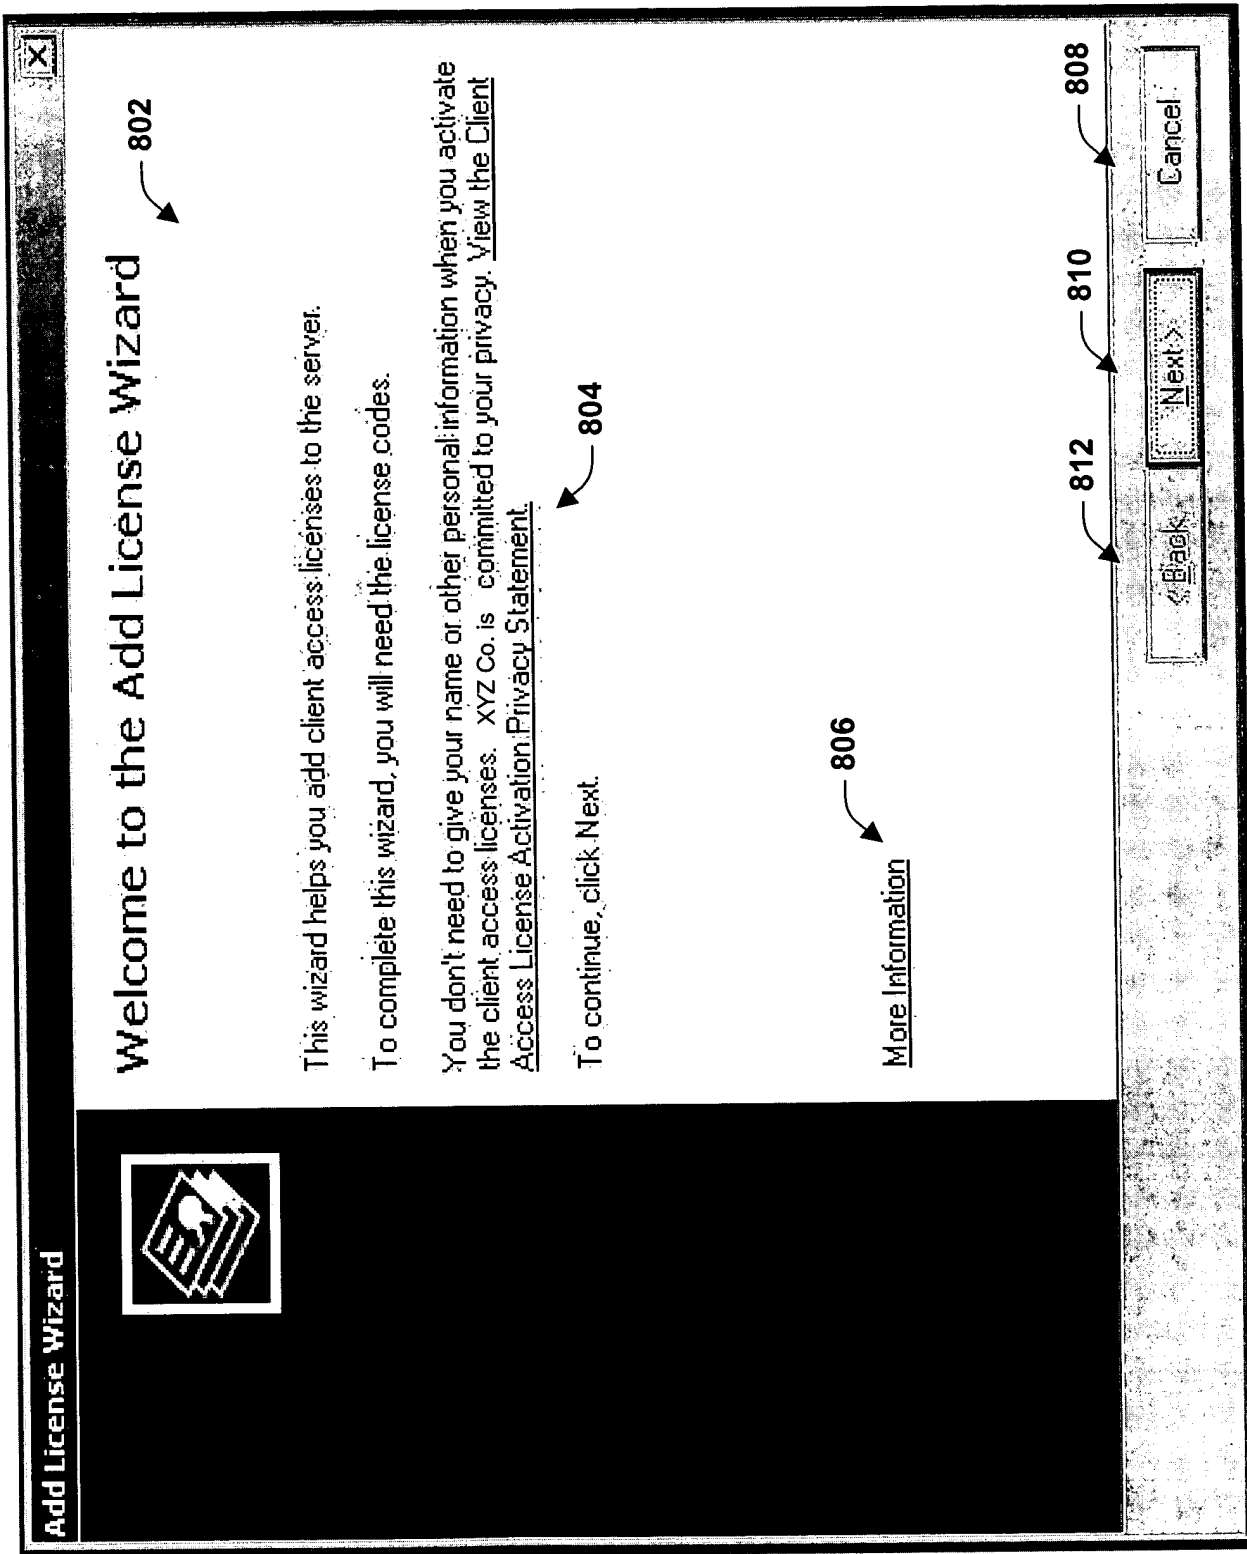 Add License Wizard
Welcome to the Add License Wizard
802
This wizard helps you add client access licenses to the server.
To complete this wizard, you will need the license codes.
You don't need to give your name or other personal information when you activate
the client access licenses. XYZ Co. is committed to your privacy. View the Client
Access License Activation Privacy Statement.
804
To continue, click Next.
806
More Information
812
810
808
< Back
Next >
Cancel